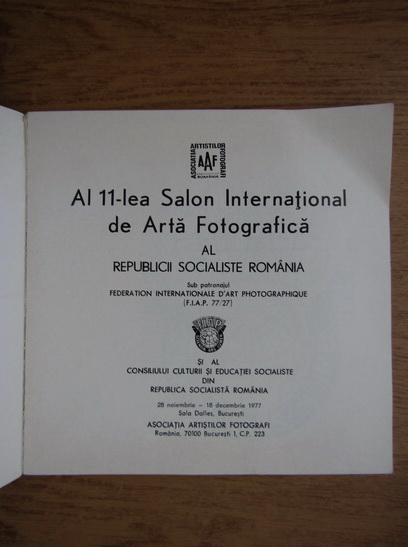 ASOCIAȚIA
ARTIȘTILOR
FOTOGRAFI
AAF
ROMÂNIA
Al 11-lea Salon Internaţional
de Artă Fotografică
AL
REPUBLICII SOCIALISTE ROMÂNIA
Sub patronajul
FEDERATION INTERNATIONALE D'ART PHOTOGRAPHIQUE
(F.I.A.P. 77/27)
ŞI AL
CONSILIULUI CULTURII ŞI EDUCAŢIEI SOCIALISTE
DIN
REPUBLICA SOCIALISTĂ ROMÂNIA
28 noiembrie — 18 decembrie 1977
Sala Dalles, Bucureşti
ASOCIAŢIA ARTIŞTILOR FOTOGRAFI
România, 70100 Bucureşti 1, C.P. 223